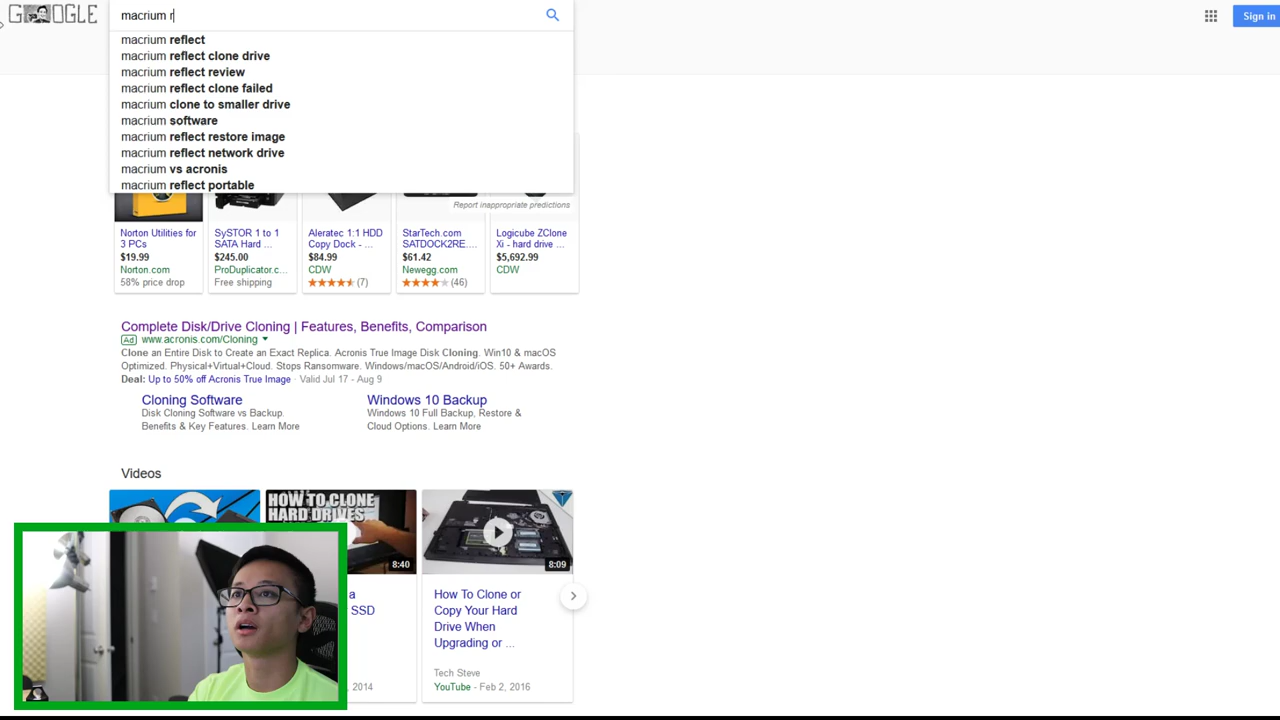 GOOGLE
macrium r
Sign in
macrium reflect
macrium reflect clone drive
macrium reflect review
macrium reflect clone failed
macrium clone to smaller drive
macrium software
macrium reflect restore image
macrium reflect network drive
macrium vs acronis
macrium reflect portable
Report inappropriate predictions
Norton Utilities for
3 PCs
$19.99
Norton.com
58% price drop
SySTOR 1 to 1
SATA Hard ...
$245.00
ProDuplicator.c...
Free shipping
Aleratec 1:1 HDD
Copy Dock - ...
$84.99
CDW
(7)
StarTech.com
SATDOCK2RE....
$61.42
Newegg.com
(46)
Logicube ZClone
Xi - hard drive ...
$5,692.99
CDW
Complete Disk/Drive Cloning | Features, Benefits, Comparison
Ad www.acronis.com/Cloning
Clone an Entire Disk to Create an Exact Replica. Acronis True Image Disk Cloning. Win10 & macOS
Optimized. Physical+Virtual+Cloud. Stops Ransomware. Windows/macOS/Android/iOS. 50+ Awards.
Deal: Up to 50% off Acronis True Image · Valid Jul 17 - Aug 9
Cloning Software
Disk Cloning Software vs Backup.
Benefits & Key Features. Learn More
Windows 10 Backup
Windows 10 Full Backup, Restore &
Cloud Options. Learn More
Videos
HOW TO CLONE
HARD DRIVES
8:40
8:09
a
SSD
, 2014
How To Clone or
Copy Your Hard
Drive When
Upgrading or ...
Tech Steve
YouTube - Feb 2, 2016